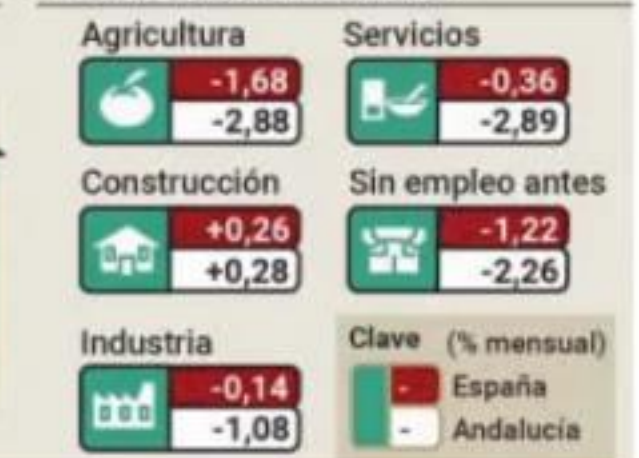 Agricultura
-1,68
-2,88
Servicios
-0,36
-2,89
Construcción
+0,26
+0,28
Sin empleo antes
-1,22
-2,26
Industria
-0,14
-1,08
Clave (% mensual)
- España
- Andalucía